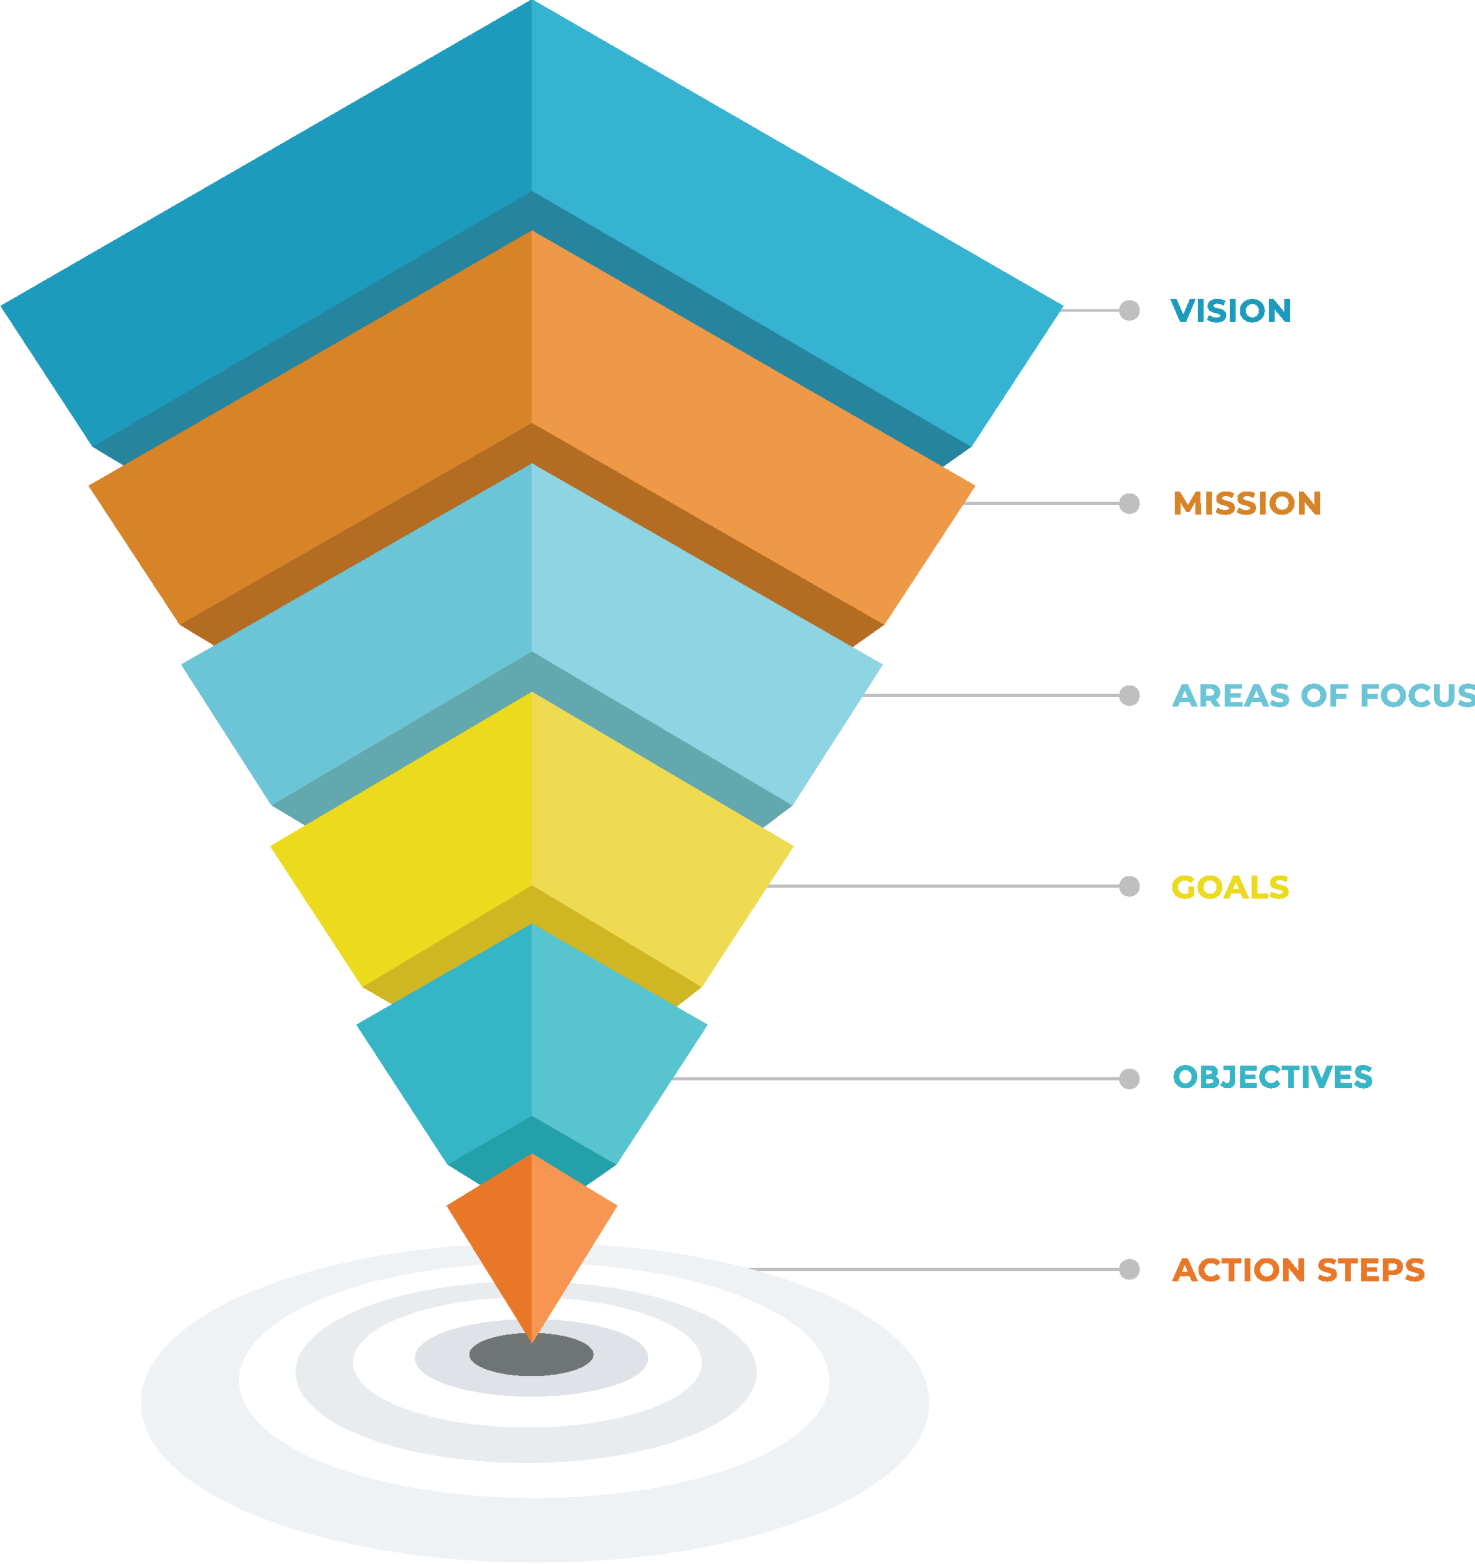 VISION
MISSION
AREAS OF FOCUS
GOALS
OBJECTIVES
ACTION STEPS